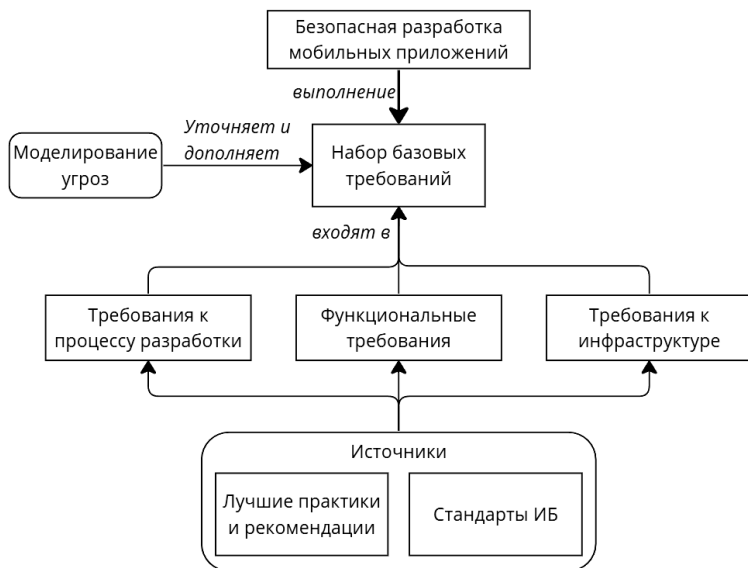 Безопасная разработка
мобильных приложений
выполнение
Уточняет и
дополняет
Моделирование
угроз
Набор базовых
требований
входят в
Требования к
процессу разработки
Функциональные
требования
Требования к
инфраструктуре
Источники
Лучшие практики
и рекомендации
Стандарты ИБ